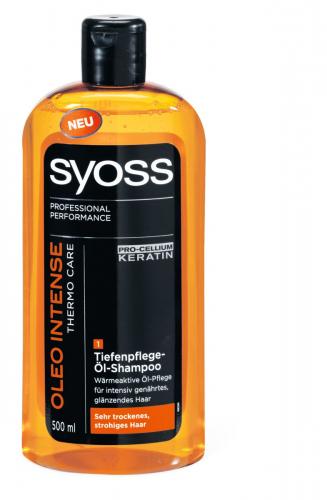 NEU
syoss
PROFESSIONAL
PERFORMANCE
PRO-CELLIUM
KERATIN
OLEO INTENSE
THERMO CARE
1
Tiefenpflege-
Öl-Shampoo
Wärmeaktive Öl-Pflege
für intensiv genährtes,
glänzendes Haar
Sehr trockenes,
strohiges Haar
500 ml